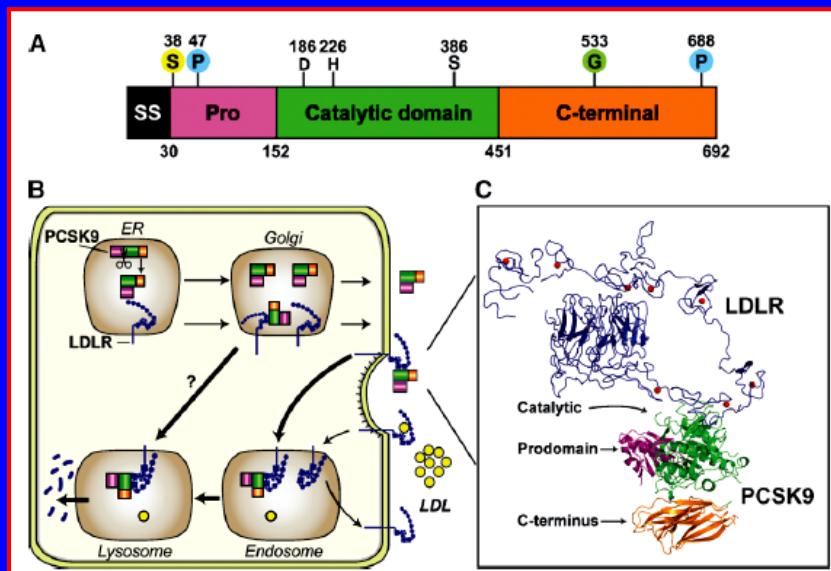 A
38 47 186 226 386 533 688
S P D H S G P
SS Pro Catalytic domain C-terminal
30 152 451 692
B
ER
PCSK9
Golgi
LDLR
?
LDL
Lysosome
Endosome
C
LDLR
Catalytic
Prodomain
PCSK9
C-terminus